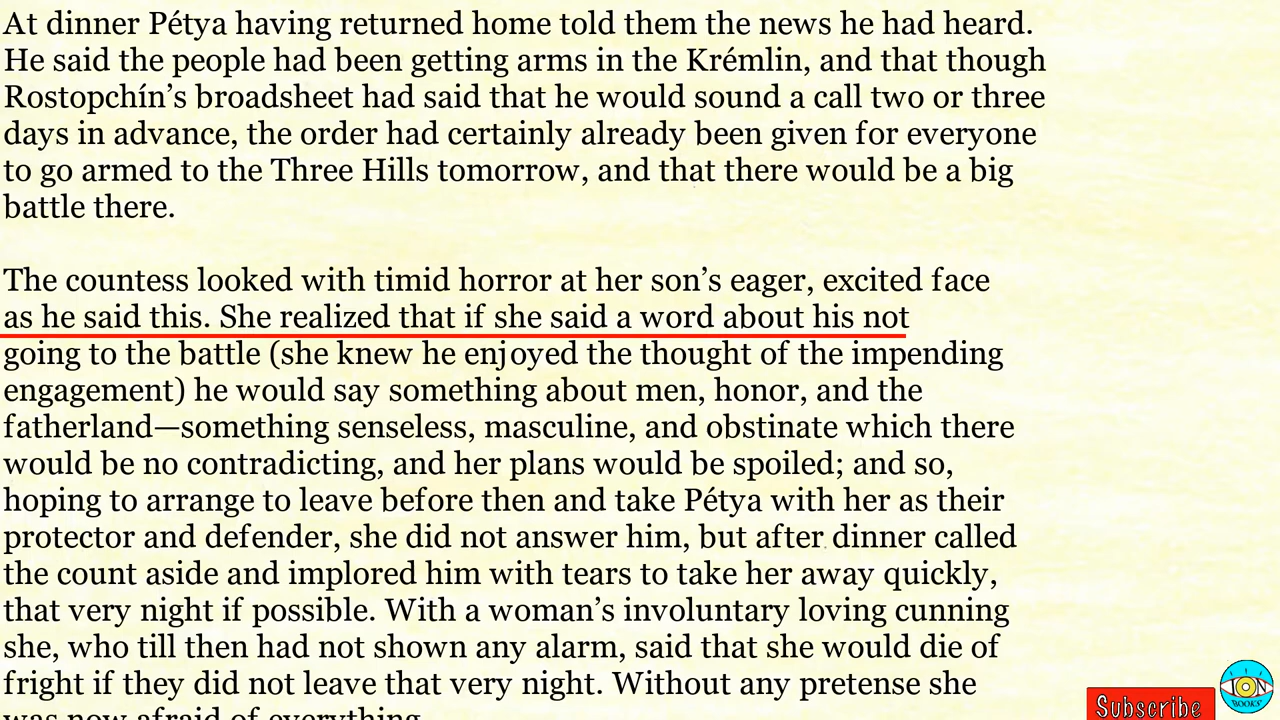 At dinner Pétya having returned home told them the news he had heard.
He said the people had been getting arms in the Krémlin, and that though
Rostopchín’s broadsheet had said that he would sound a call two or three
days in advance, the order had certainly already been given for everyone
to go armed to the Three Hills tomorrow, and that there would be a big
battle there.
The countess looked with timid horror at her son’s eager, excited face
as he said this. She realized that if she said a word about his not
going to the battle (she knew he enjoyed the thought of the impending
engagement) he would say something about men, honor, and the
fatherland—something senseless, masculine, and obstinate which there
would be no contradicting, and her plans would be spoiled; and so,
hoping to arrange to leave before then and take Pétya with her as their
protector and defender, she did not answer him, but after dinner called
the count aside and implored him with tears to take her away quickly,
that very night if possible. With a woman’s involuntary loving cunning
she, who till then had not shown any alarm, said that she would die of
fright if they did not leave that very night. Without any pretense she
was now afraid of everything.
Subscribe
ION
BOOKS